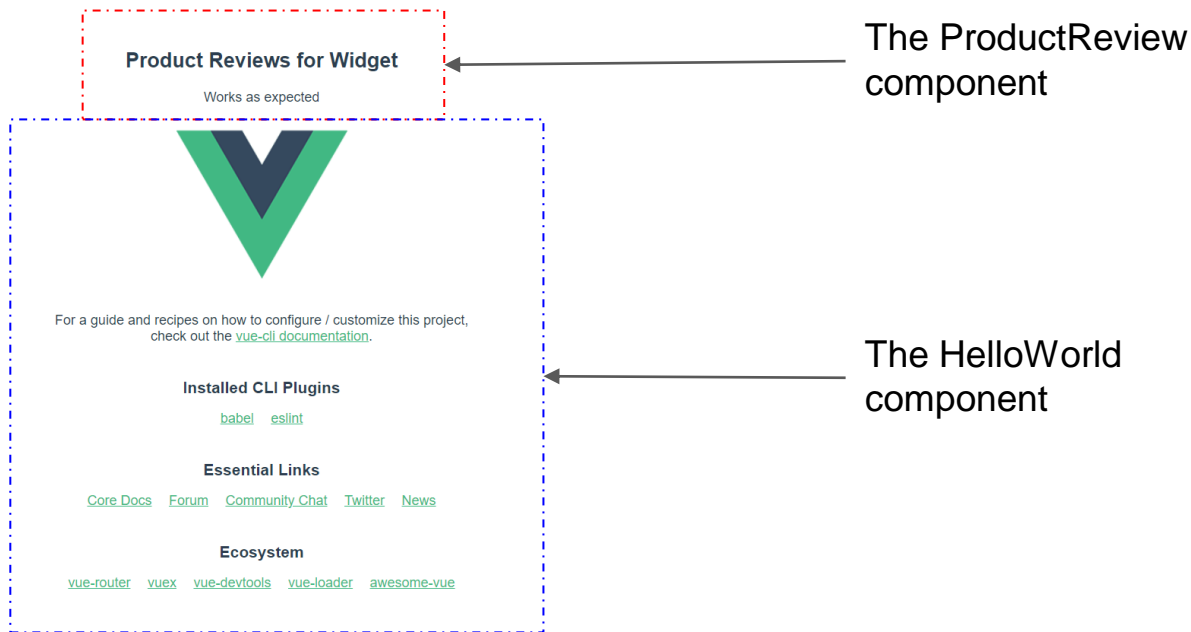 Product Reviews for Widget
Works as expected
The ProductReview
component
For a guide and recipes on how to configure / customize this project,
check out the vue-cli documentation.
Installed CLI Plugins
babel eslint
Essential Links
Core Docs Forum Community Chat Twitter News
Ecosystem
vue-router vuex vue-devtools vue-loader awesome-vue
The HelloWorld
component